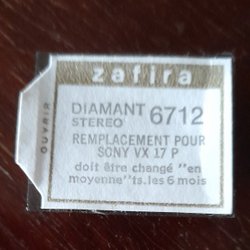 zafira
OUVRIR
DIAMANT 6712
STEREO
REMPLACEMENT POUR
SONY VX 17 P
doit être changé "en
moyenne"ts.les 6 mois